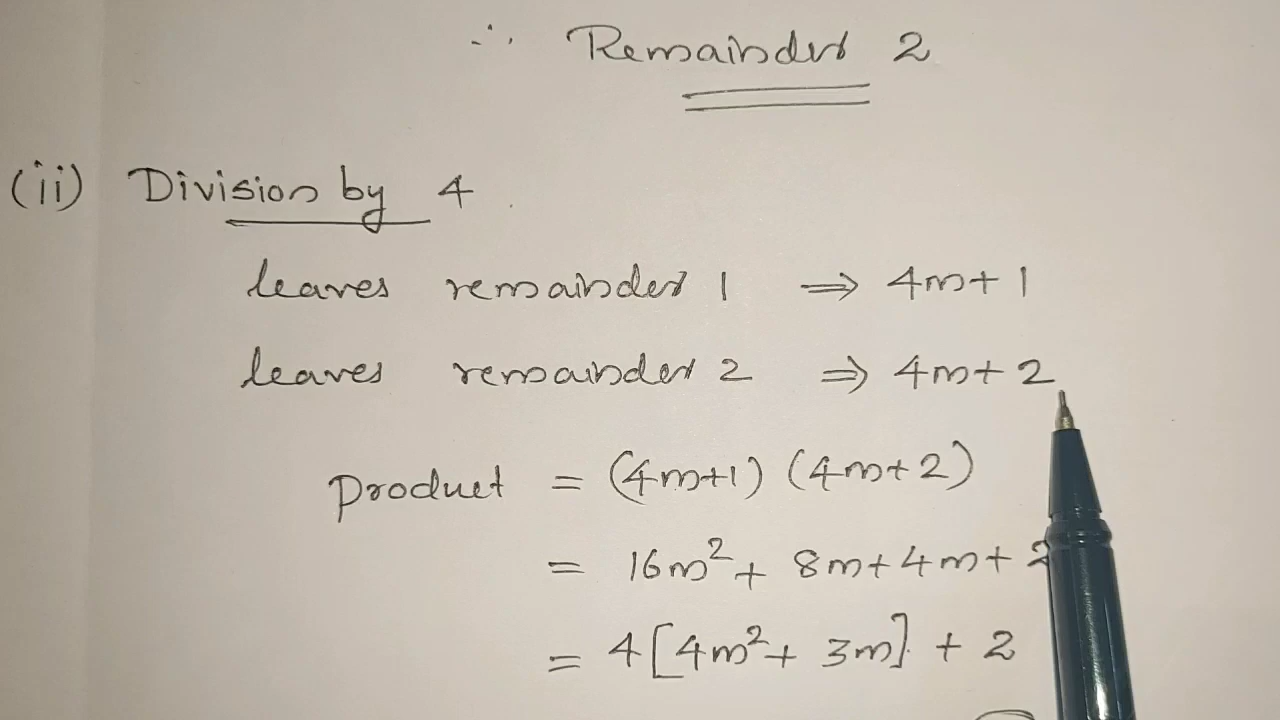 ∴ Remainder 2
(ii) Division by 4
leaves remainder 1 ⇒ 4m+1
leaves remainder 2 ⇒ 4m+2
product = (4m+1) (4m+2)
= 16m² + 8m+4m+2
= 4[4m²+ 3m] + 2